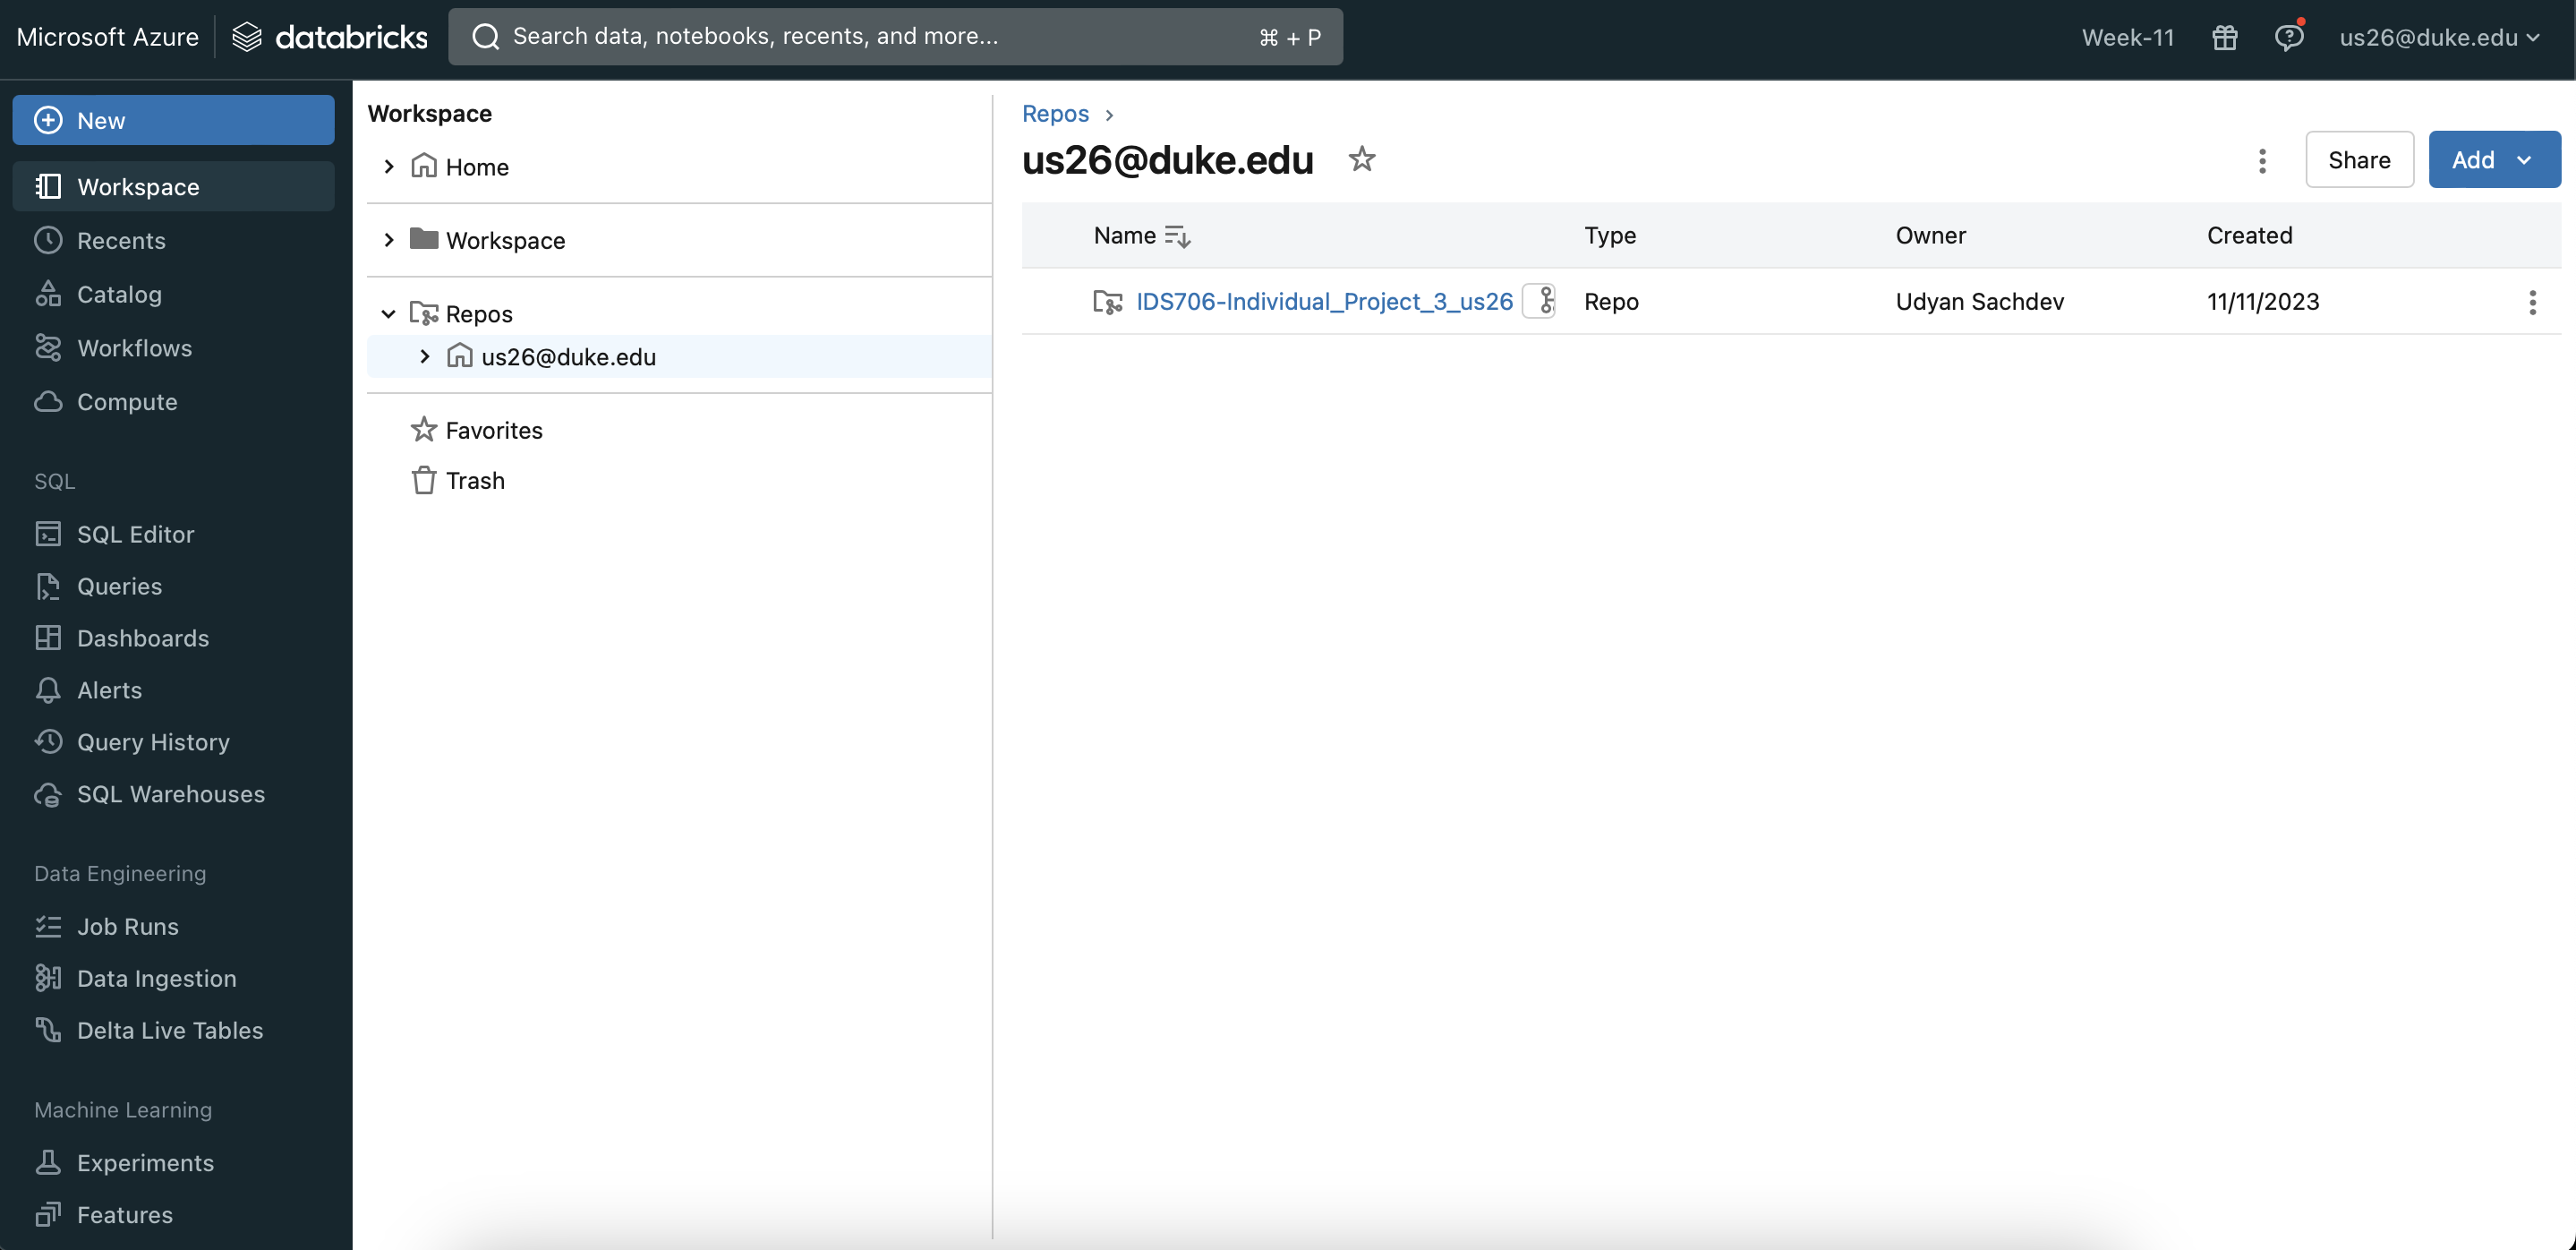 Microsoft Azure
databricks
Search data, notebooks, recents, and more...
⌘ + P
Week-11
us26@duke.edu
New
Workspace
Recents
Catalog
Workflows
Compute
SQL
SQL Editor
Queries
Dashboards
Alerts
Query History
SQL Warehouses
Data Engineering
Job Runs
Data Ingestion
Delta Live Tables
Machine Learning
Experiments
Features
Workspace
Home
Workspace
Repos
us26@duke.edu
Favorites
Trash
Repos
us26@duke.edu
Share
Add
Name Type Owner Created
IDS706-Individual_Project_3_us26 Repo Udyan Sachdev 11/11/2023